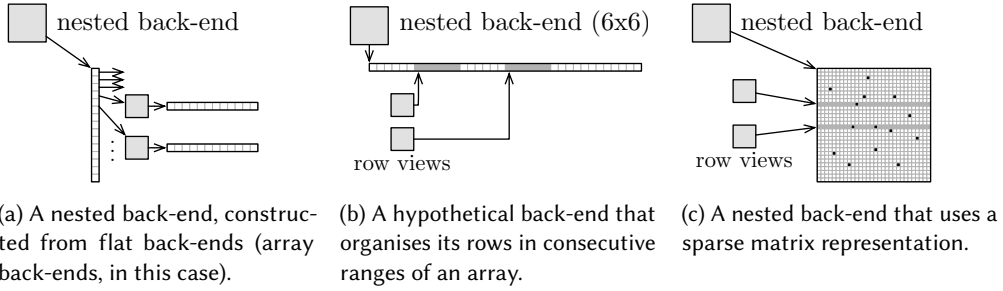 nested back-end
nested back-end (6x6)
nested back-end
row views
row views
(a) A nested back-end, construc-
ted from flat back-ends (array
back-ends, in this case).
(b) A hypothetical back-end that
organises its rows in consecutive
ranges of an array.
(c) A nested back-end that uses a
sparse matrix representation.